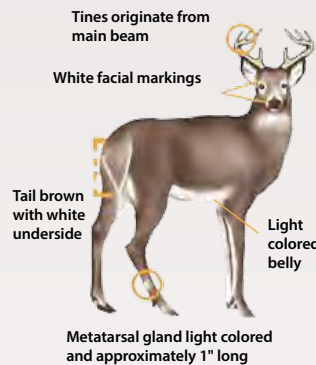 Tines originate from
main beam
White facial markings
Tail brown
with white
underside
Light
colored
belly
Metatarsal gland light colored
and approximately 1" long